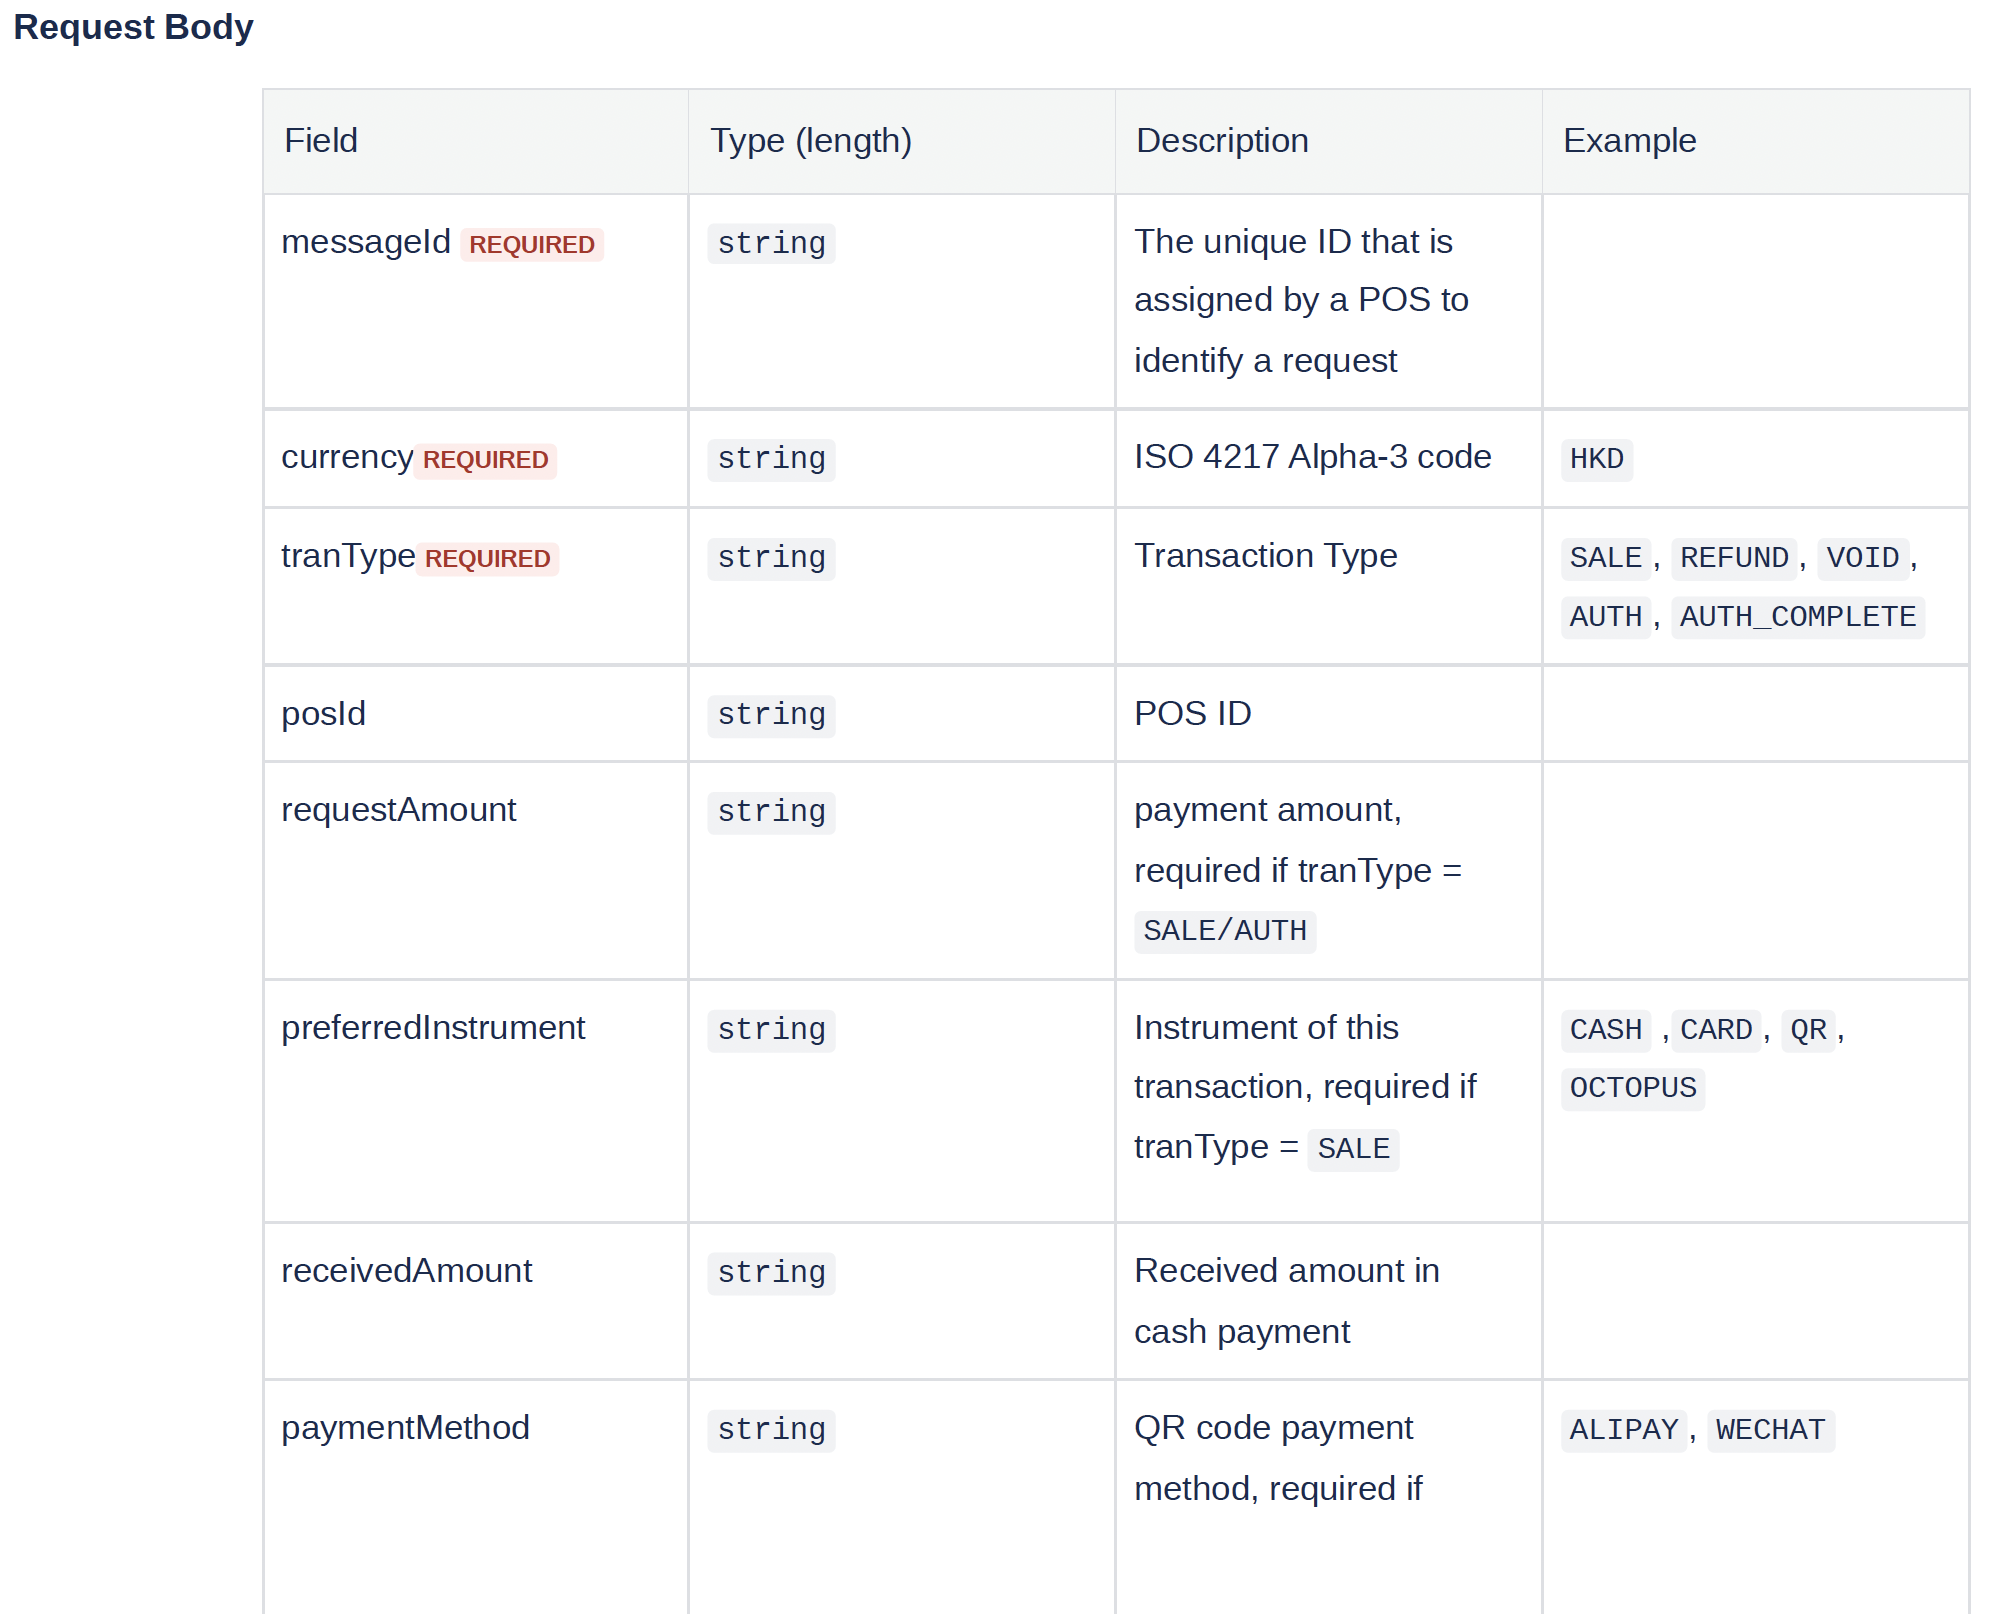 Request Body
Field Type (length) Description Example
messageId REQUIRED string The unique ID that is
assigned by a POS to
identify a request
currency REQUIRED string ISO 4217 Alpha-3 code HKD
tranType REQUIRED string Transaction Type SALE, REFUND, VOID,
AUTH, AUTH_COMPLETE
posId string POS ID
requestAmount string payment amount,
required if tranType =
SALE/AUTH
preferredInstrument string Instrument of this CASH ,CARD, QR,
transaction, required if OCTOPUS
tranType = SALE
receivedAmount string Received amount in
cash payment
paymentMethod string QR code payment ALIPAY, WECHAT
method, required if